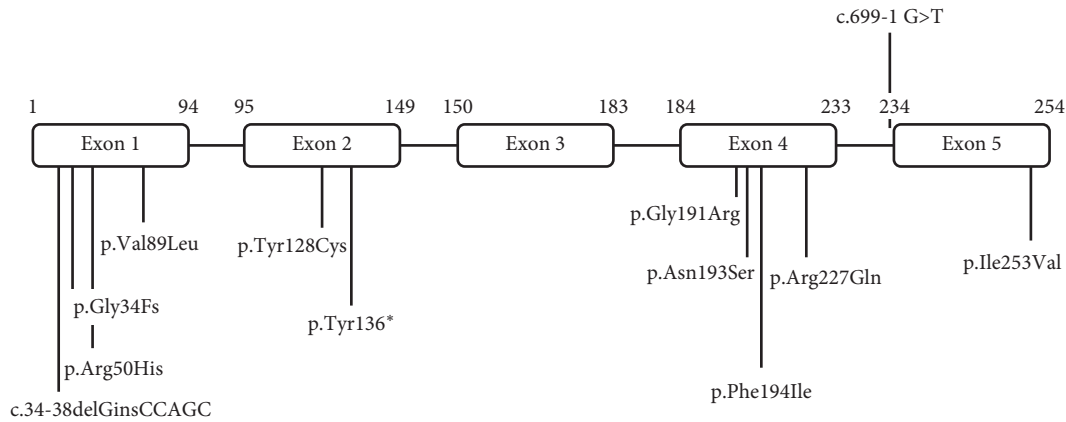 c.699-1 G>T
1 94 95 149 150 183 184 233 234 254
Exon 1 Exon 2 Exon 3 Exon 4 Exon 5
p.Gly191Arg
p.Val89Leu p.Tyr128Cys
p.Ile253Val
p.Asn193Ser p.Arg227Gln
p.Gly34Fs
p.Tyr136*
p.Arg50His
p.Phe194Ile
c.34-38delGinsCCAGC